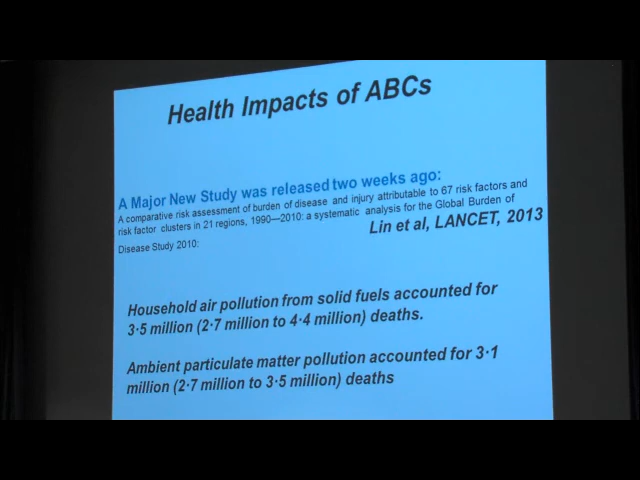 Health Impacts of ABCs
A Major New Study was released two weeks ago:
A comparative risk assessment of burden of disease and injury attributable to 67 risk factors and
risk factor clusters in 21 regions, 1990—2010: a systematic analysis for the Global Burden of
Disease Study 2010:
Lin et al, LANCET, 2013
Household air pollution from solid fuels accounted for
3·5 million (2·7 million to 4·4 million) deaths.
Ambient particulate matter pollution accounted for 3·1
million (2·7 million to 3·5 million) deaths